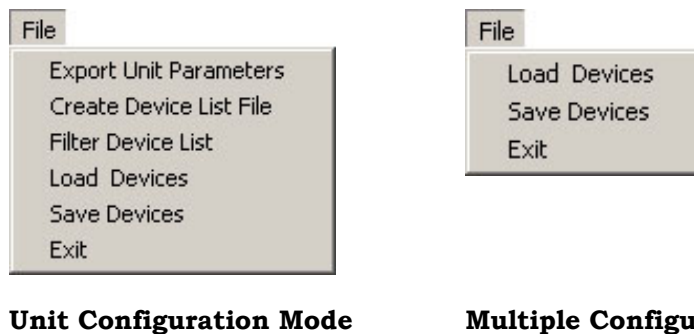 File
Export Unit Parameters
Create Device List File
Filter Device List
Load Devices
Save Devices
Exit
Unit Configuration Mode
File
Load Devices
Save Devices
Exit
Multiple Configu